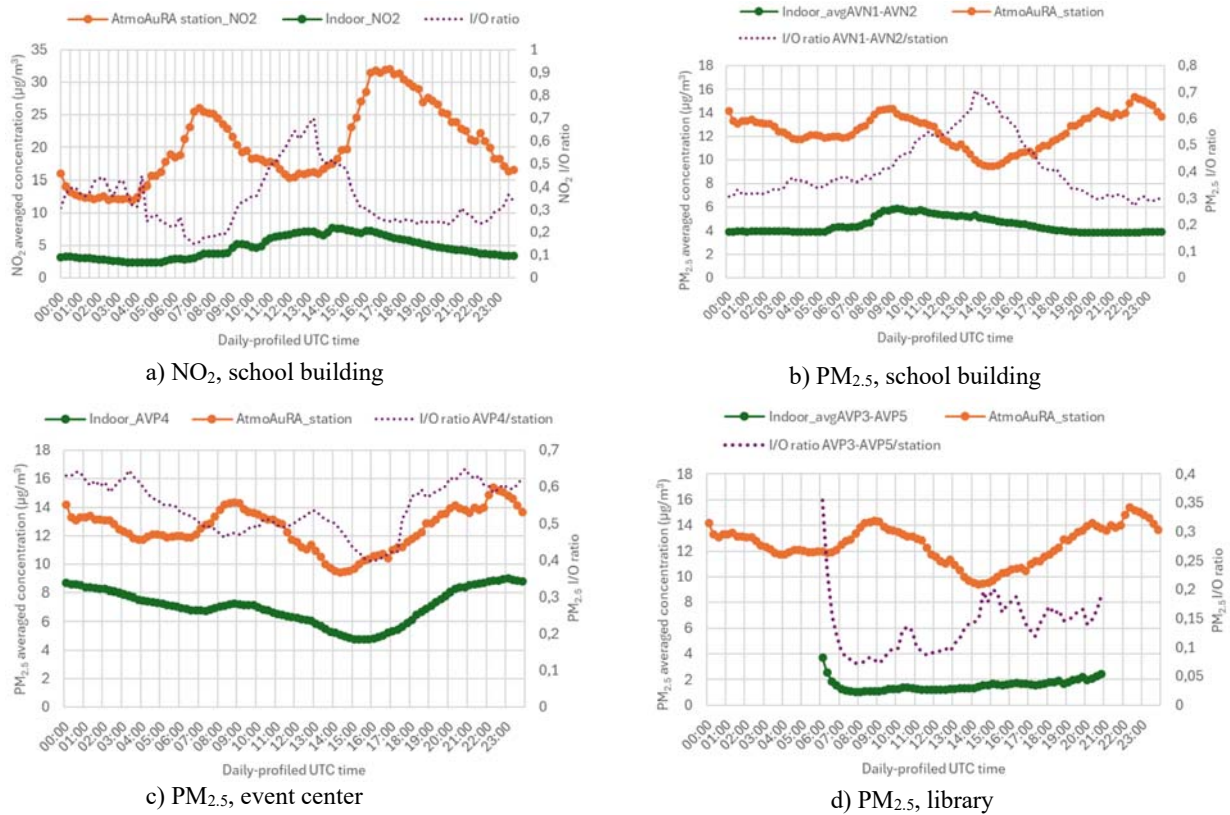 AtmoAuRA station_NO2 Indoor_NO2 I/O ratio
NO2 averaged concentration (µg/m³)
35
30
25
20
15
10
5
0
1
0,9
0,8
0,7
0,6
0,5
0,4
0,3
0,2
0,1
0
NO2 I/O ratio
00:00 01:00 02:00 03:00 04:00 05:00 06:00 07:00 08:00 09:00 10:00 11:00 12:00 13:00 14:00 15:00 16:00 17:00 18:00 19:00 20:00 21:00 22:00 23:00
Daily-profiled UTC time
a) NO2, school building
Indoor_avgAVN1-AVN2 AtmoAuRA_station
I/O ratio AVN1-AVN2/station
PM2.5 averaged concentration (µg/m³)
18
16
14
12
10
8
6
4
2
0
0,8
0,7
0,6
0,5
0,4
0,3
0,2
0,1
0
PM2.5 I/O ratio
00:00 01:00 02:00 03:00 04:00 05:00 06:00 07:00 08:00 09:00 10:00 11:00 12:00 13:00 14:00 15:00 16:00 17:00 18:00 19:00 20:00 21:00 22:00 23:00
Daily-profiled UTC time
b) PM2.5, school building
Indoor_AVP4 AtmoAuRA_station I/O ratio AVP4/station
PM2.5 averaged concentration (µg/m³)
18
16
14
12
10
8
6
4
2
0
0,7
0,6
0,5
0,4
0,3
0,2
0,1
0
PM2.5 I/O ratio
00:00 01:00 02:00 03:00 04:00 05:00 06:00 07:00 08:00 09:00 10:00 11:00 12:00 13:00 14:00 15:00 16:00 17:00 18:00 19:00 20:00 21:00 22:00 23:00
Daily-profiled UTC time
c) PM2.5, event center
Indoor_avgAVP3-AVP5 AtmoAuRA_station
I/O ratio AVP3-AVP5/station
PM2.5 averaged concentration (µg/m³)
18
16
14
12
10
8
6
4
2
0
0,4
0,35
0,3
0,25
0,2
0,15
0,1
0,05
0
PM2.5 I/O ratio
00:00 01:00 02:00 03:00 04:00 05:00 06:00 07:00 08:00 09:00 10:00 11:00 12:00 13:00 14:00 15:00 16:00 17:00 18:00 19:00 20:00 21:00 22:00 23:00
Daily-profiled UTC time
d) PM2.5, library